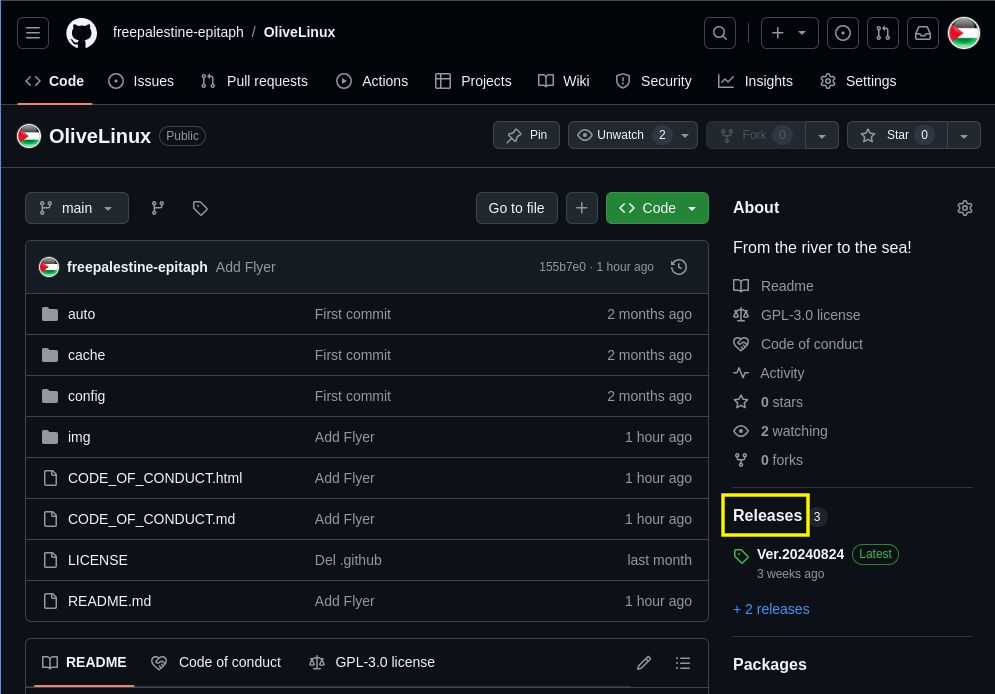 freepalestine-epitaph / OliveLinux
Code Issues Pull requests Actions Projects Wiki Security Insights Settings
OliveLinux Public Pin Unwatch 2 Fork 0 Star 0
main Go to file Code
freepalestine-epitaph Add Flyer 155b7e0 · 1 hour ago
auto First commit 2 months ago
cache First commit 2 months ago
config First commit 2 months ago
img Add Flyer 1 hour ago
CODE_OF_CONDUCT.html Add Flyer 1 hour ago
CODE_OF_CONDUCT.md Add Flyer 1 hour ago
LICENSE Del .github last month
README.md Add Flyer 1 hour ago
README Code of conduct GPL-3.0 license
About
From the river to the sea!
Readme
GPL-3.0 license
Code of conduct
Activity
0 stars
2 watching
0 forks
Releases 3
Ver.20240824 Latest
3 weeks ago
+ 2 releases
Packages